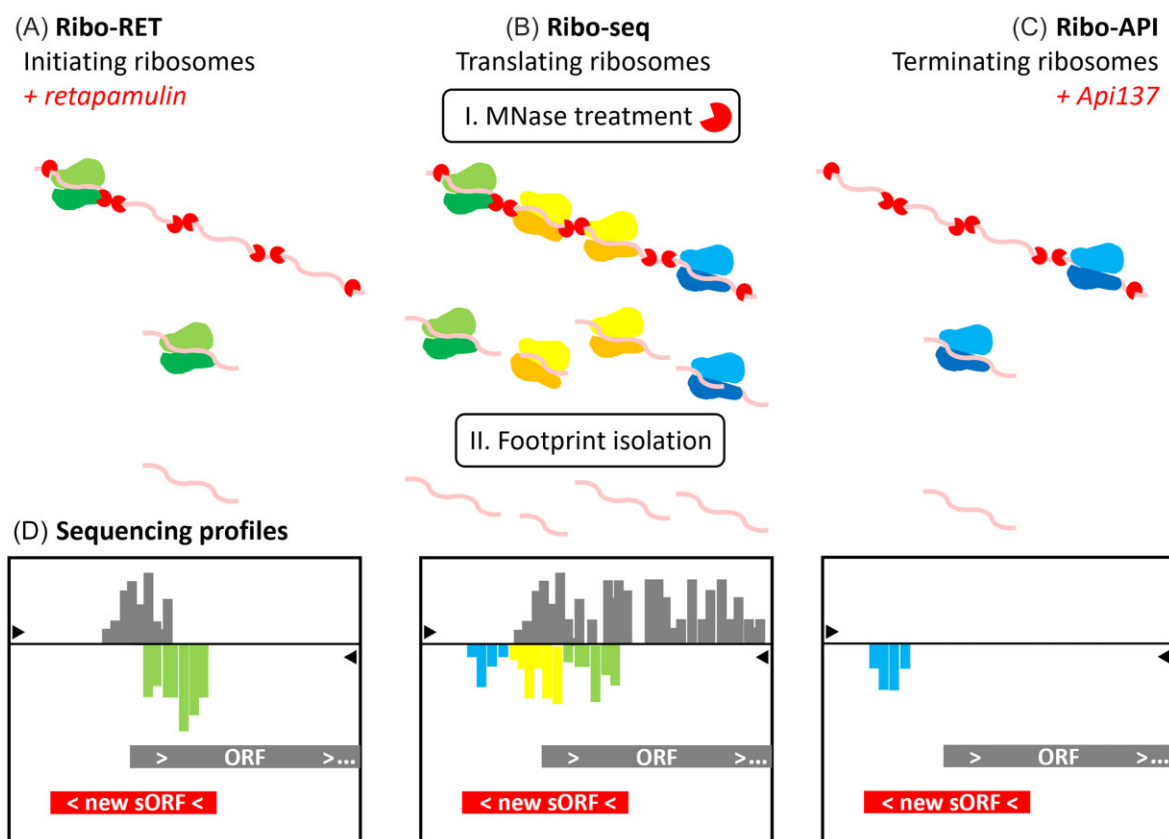 (A) Ribo-RET
Initiating ribosomes
+ retapamulin
(B) Ribo-seq
Translating ribosomes
(C) Ribo-API
Terminating ribosomes
+ Api137
I. MNase treatment
II. Footprint isolation
(D) Sequencing profiles
> ORF >...
< new sORF <
> ORF >...
< new sORF <
> ORF >...
< new sORF <